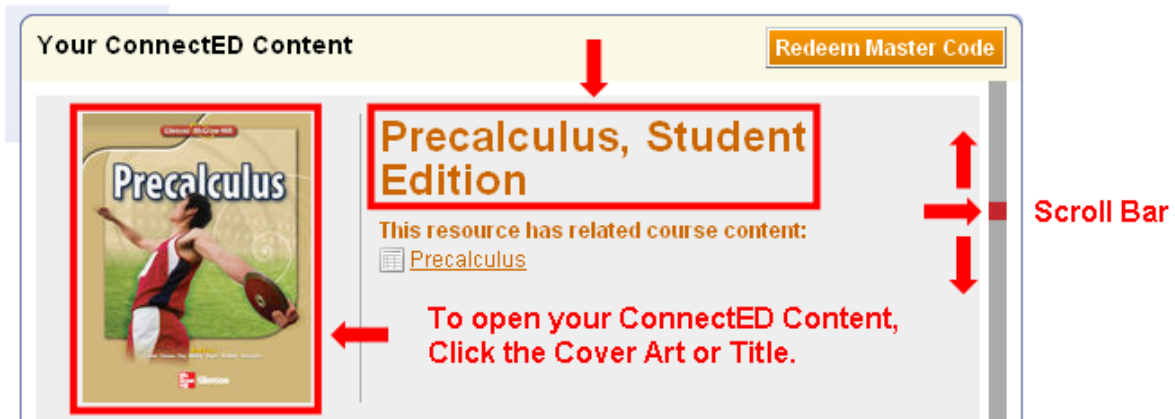 Your ConnectED Content
Redeem Master Code
Glencoe McGraw-Hill
Precalculus
Precalculus, Student
Edition
This resource has related course content:
Precalculus
Scroll Bar
To open your ConnectED Content,
Click the Cover Art or Title.
Glencoe